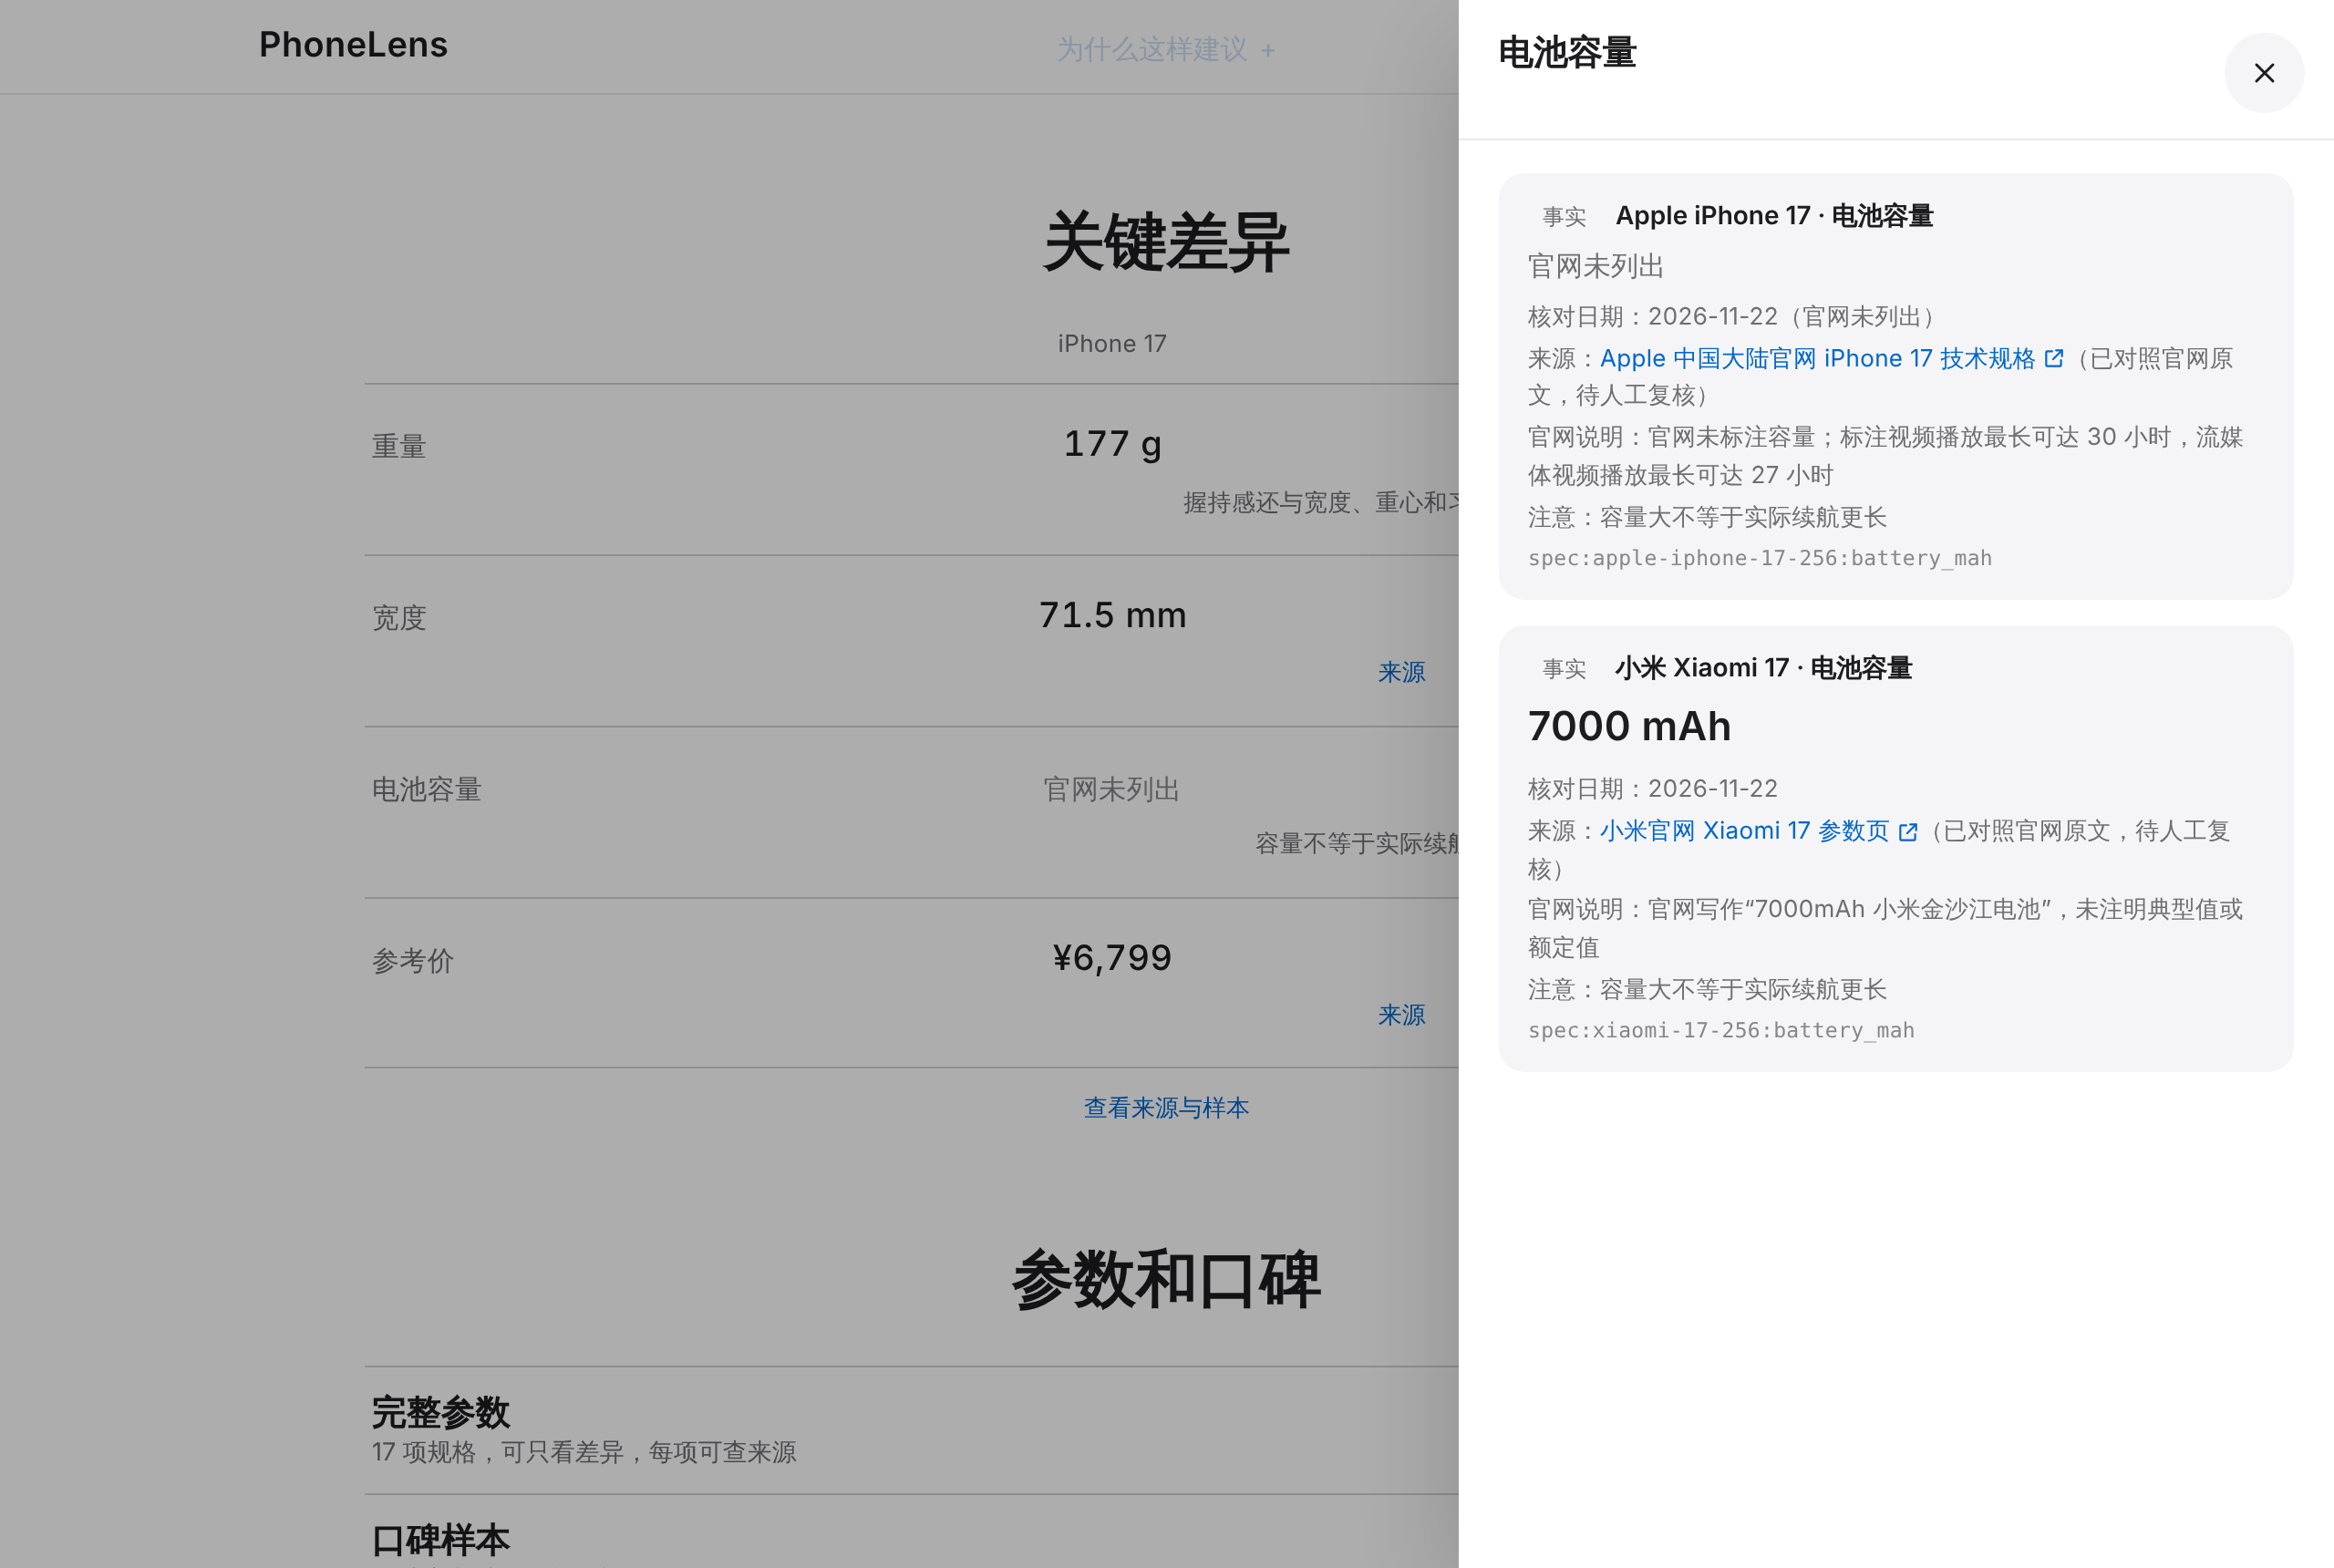 PhoneLens
为什么这样建议 +
关键差异
iPhone 17
重量
177 g
握持感还与宽度、重心和
宽度
71.5 mm
来源
电池容量
官网未列出
容量不等于实际续
参考价
¥6,799
来源
查看来源与样本
参数和口碑
完整参数
17 项规格，可只看差异，每项可查来源
口碑样本
电池容量
事实 Apple iPhone 17 · 电池容量
官网未列出
核对日期：2026-11-22（官网未列出）
来源：Apple 中国大陆官网 iPhone 17 技术规格（已对照官网原
文，待人工复核）
官网说明：官网未标注容量；标注视频播放最长可达 30 小时，流媒
体视频播放最长可达 27 小时
注意：容量大不等于实际续航更长
spec:apple-iphone-17-256:battery_mah
事实 小米 Xiaomi 17 · 电池容量
7000 mAh
核对日期：2026-11-22
来源：小米官网 Xiaomi 17 参数页（已对照官网原文，待人工复
核）
官网说明：官网写作“7000mAh 小米金沙江电池”，未注明典型值或
额定值
注意：容量大不等于实际续航更长
spec:xiaomi-17-256:battery_mah